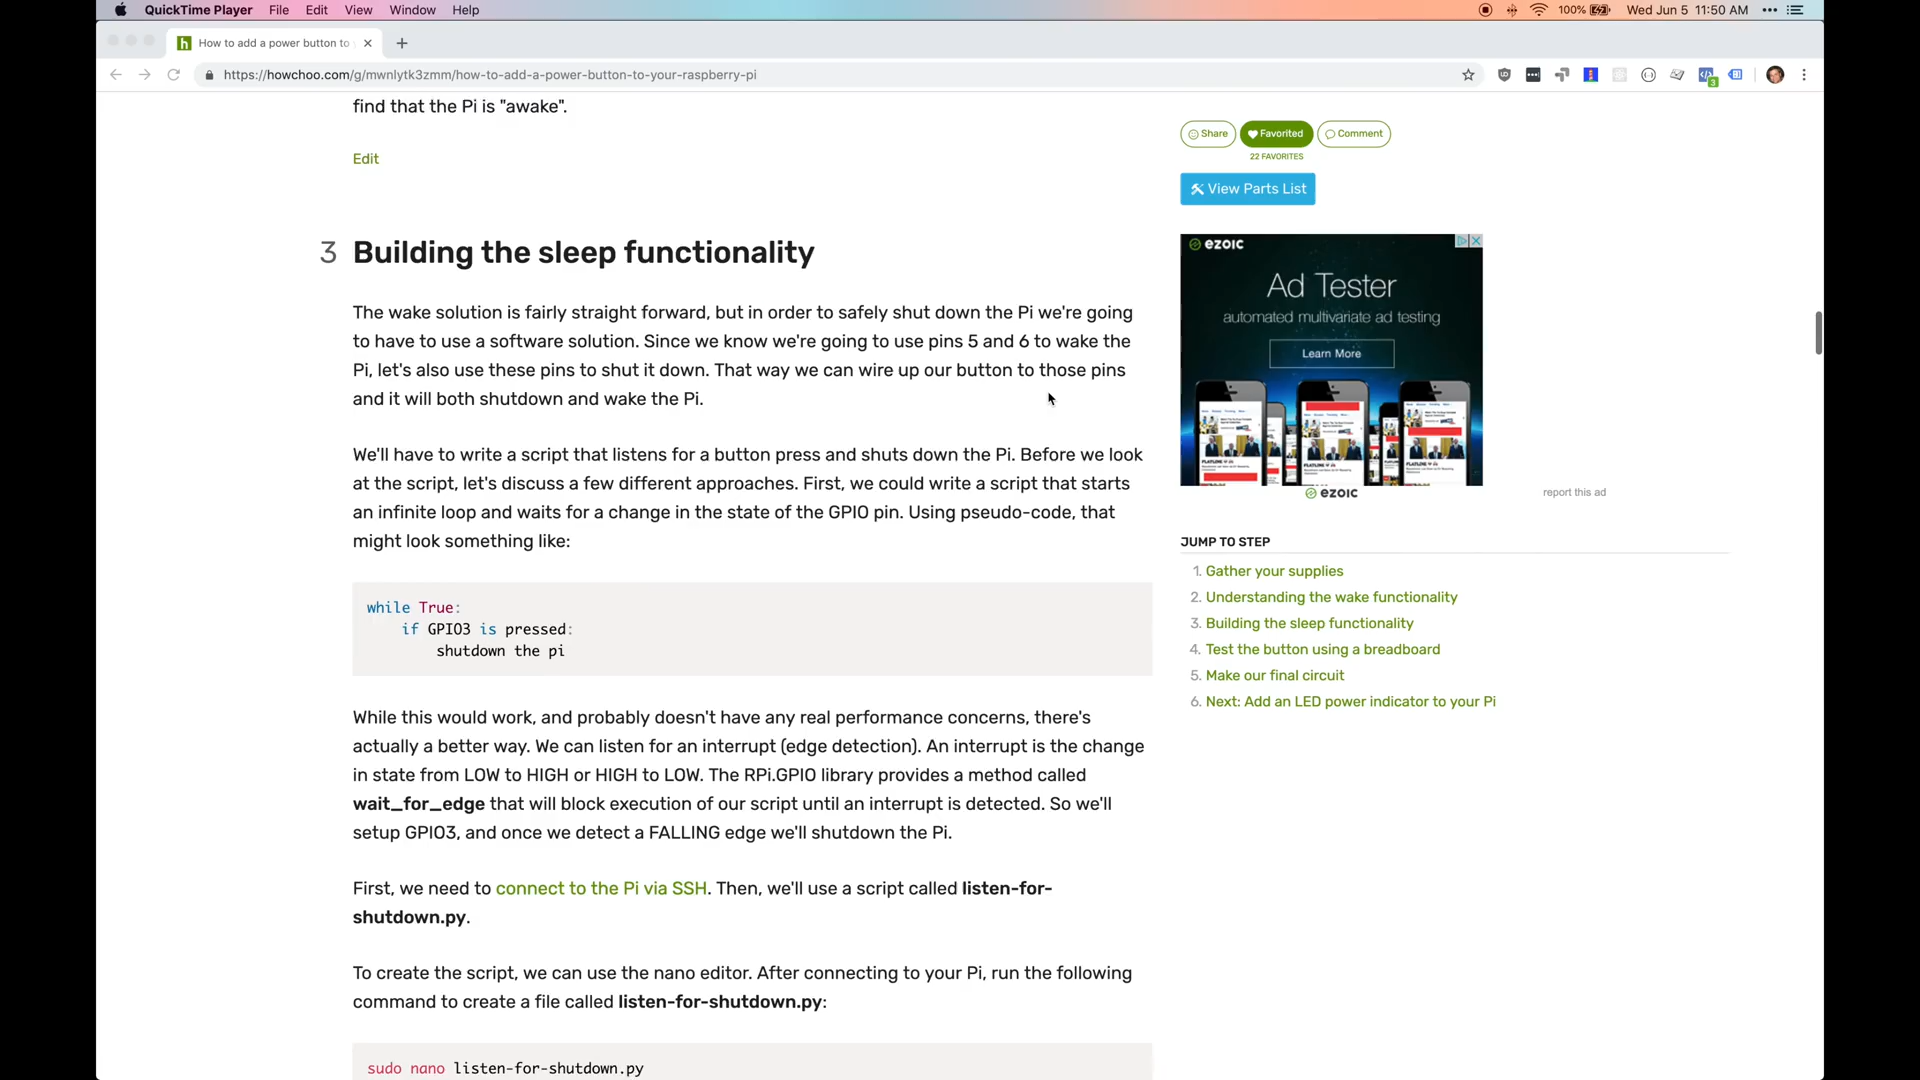 QuickTime Player File Edit View Window Help
100% Wed Jun 5 11:50 AM
How to add a power button to
https://howchoo.com/g/mwnlytk3zmm/how-to-add-a-power-button-to-your-raspberry-pi
3
find that the Pi is "awake".
Edit
3 Building the sleep functionality
The wake solution is fairly straight forward, but in order to safely shut down the Pi we're going
to have to use a software solution. Since we know we're going to use pins 5 and 6 to wake the
Pi, let's also use these pins to shut it down. That way we can wire up our button to those pins
and it will both shutdown and wake the Pi.
We'll have to write a script that listens for a button press and shuts down the Pi. Before we look
at the script, let's discuss a few different approaches. First, we could write a script that starts
an infinite loop and waits for a change in the state of the GPIO pin. Using pseudo-code, that
might look something like:
while True:
if GPIO3 is pressed:
shutdown the pi
While this would work, and probably doesn't have any real performance concerns, there's
actually a better way. We can listen for an interrupt (edge detection). An interrupt is the change
in state from LOW to HIGH or HIGH to LOW. The RPi.GPIO library provides a method called
wait_for_edge that will block execution of our script until an interrupt is detected. So we'll
setup GPIO3, and once we detect a FALLING edge we'll shutdown the Pi.
First, we need to connect to the Pi via SSH. Then, we'll use a script called listen-for-
shutdown.py.
To create the script, we can use the nano editor. After connecting to your Pi, run the following
command to create a file called listen-for-shutdown.py:
sudo nano listen-for-shutdown.py
Share Favorited Comment
22 FAVORITES
View Parts List
ezoic
Ad Tester
automated multivariate ad testing
Learn More
ezoic
report this ad
JUMP TO STEP
1. Gather your supplies
2. Understanding the wake functionality
3. Building the sleep functionality
4. Test the button using a breadboard
5. Make our final circuit
6. Next: Add an LED power indicator to your Pi